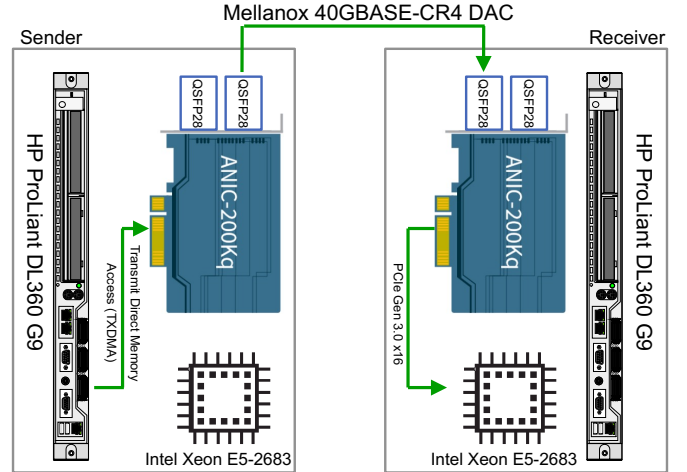 Mellanox 40GBASE-CR4 DAC
Sender
Receiver
QSFP28
QSFP28
QSFP28
QSFP28
HP ProLiant DL360 G9
ANIC-200Kq
ANIC-200Kq
HP ProLiant DL360 G9
Transmit Direct Memory
Access (TXDMA)
PCIe Gen 3.0 x16
Intel Xeon E5-2683
Intel Xeon E5-2683